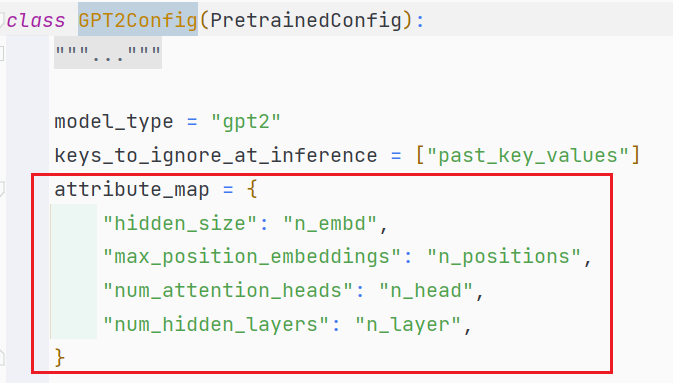 class GPT2Config(PretrainedConfig):
"""..."""
model_type = "gpt2"
keys_to_ignore_at_inference = ["past_key_values"]
attribute_map = {
"hidden_size": "n_embd",
"max_position_embeddings": "n_positions",
"num_attention_heads": "n_head",
"num_hidden_layers": "n_layer",
}